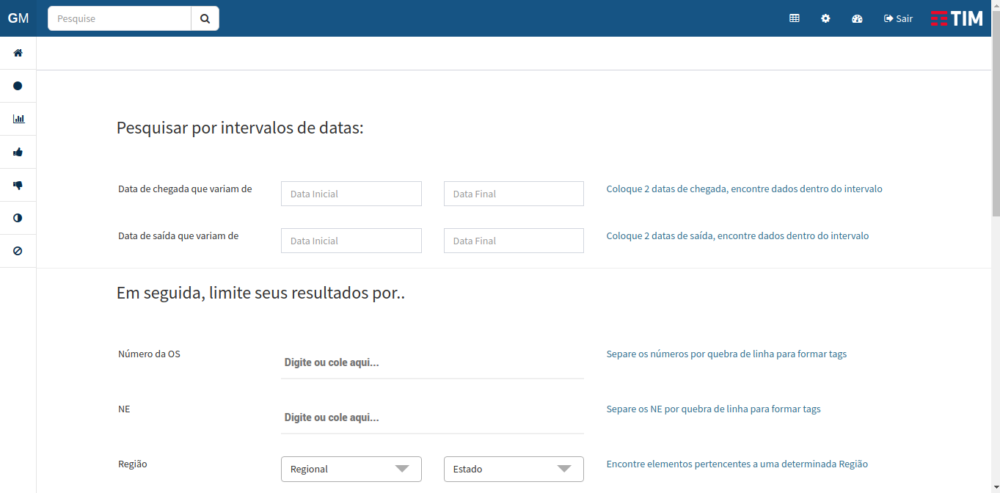 GM Pesquise Sair TIM
Pesquisar por intervalos de datas:
Data de chegada que variam de Data Inicial Data Final Coloque 2 datas de chegada, encontre dados dentro do intervalo
Data de saída que variam de Data Inicial Data Final Coloque 2 datas de saída, encontre dados dentro do intervalo
Em seguida, limite seus resultados por..
Número da OS Digite ou cole aqui... Separe os números por quebra de linha para formar tags
NE Digite ou cole aqui... Separe os NE por quebra de linha para formar tags
Região Regional Estado Encontre elementos pertencentes a uma determinada Região